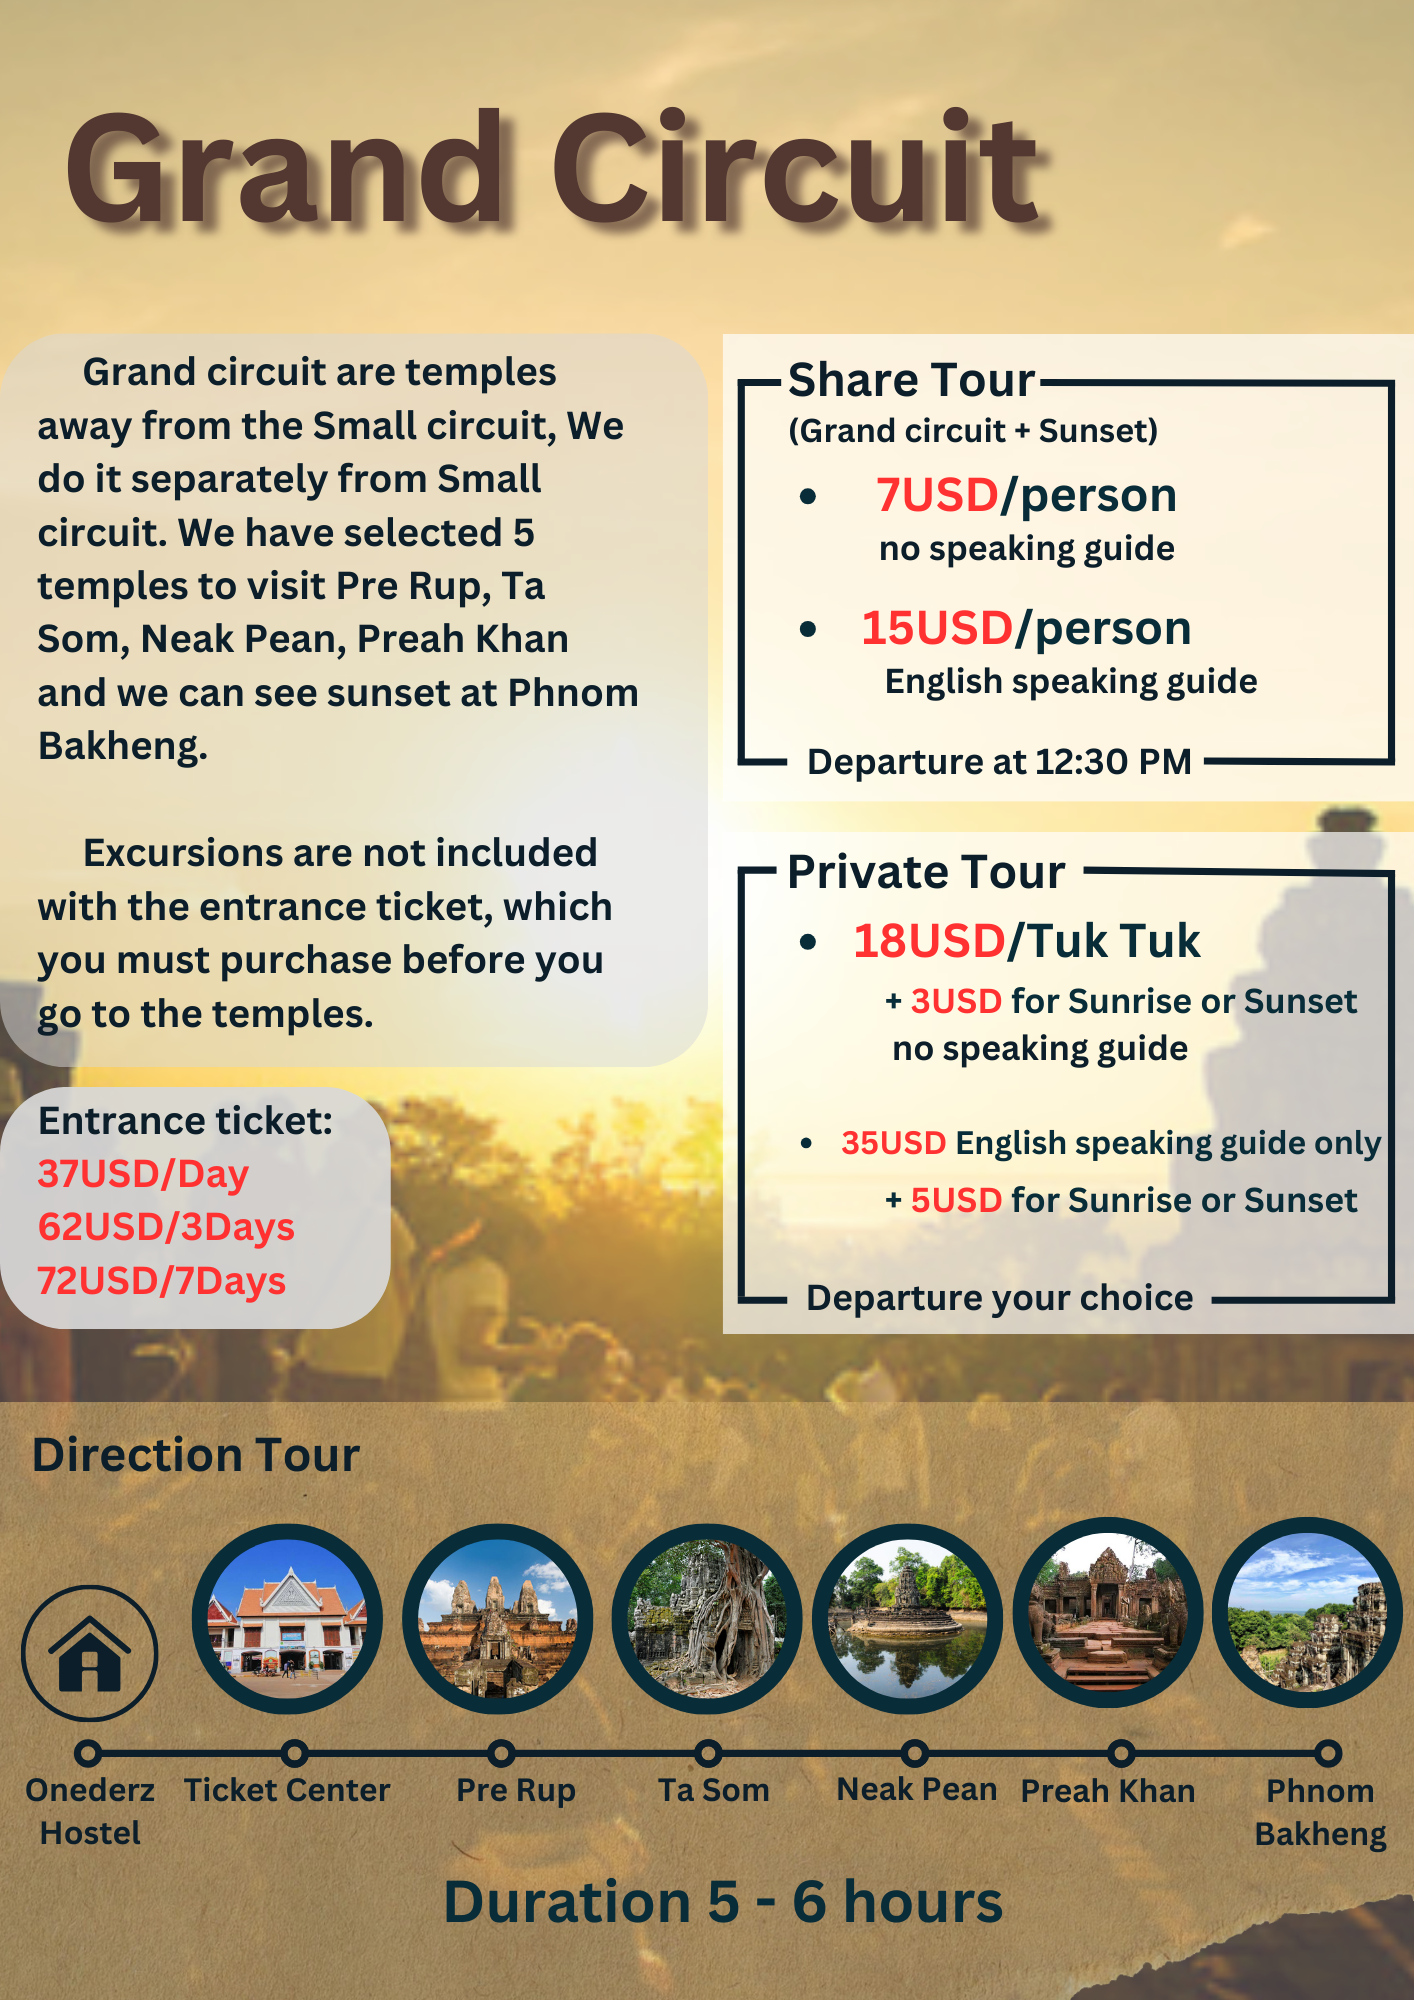 Grand Circuit
Grand circuit are temples
away from the Small circuit, We
do it separately from Small
circuit. We have selected 5
temples to visit Pre Rup, Ta
Som, Neak Pean, Preah Khan
and we can see sunset at Phnom
Bakheng.
Excursions are not included
with the entrance ticket, which
you must purchase before you
go to the temples.
Entrance ticket:
37USD/Day
62USD/3Days
72USD/7Days
Share Tour
(Grand circuit + Sunset)
• 7USD/person
no speaking guide
• 15USD/person
English speaking guide
Departure at 12:30 PM
Private Tour
• 18USD/Tuk Tuk
+ 3USD for Sunrise or Sunset
no speaking guide
• 35USD English speaking guide only
+ 5USD for Sunrise or Sunset
Departure your choice
Direction Tour
Onederz
Hostel
Ticket Center
Pre Rup
Ta Som
Neak Pean
Preah Khan
Phnom
Bakheng
Duration 5 - 6 hours